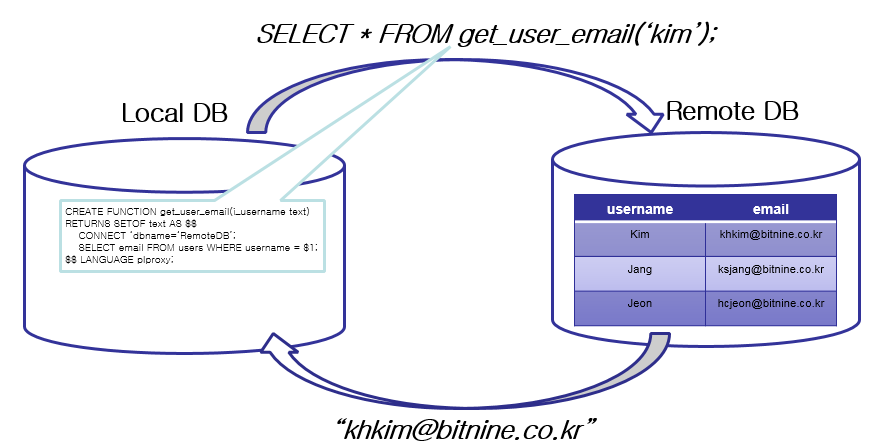 SELECT * FROM get_user_email(‘kim’);
Local DB
Remote DB
CREATE FUNCTION get_user_email(i_username text)
RETURNS SETOF text AS $$
CONNECT ‘dbname=‘RemoteDB’;
SELECT email FROM users WHERE username = $1;
$$ LANGUAGE plproxy;
username email
Kim khkim@bitnine.co.kr
Jang ksjang@bitnine.co.kr
Jeon hcjeon@bitnine.co.kr
“khkim@bitnine.co.kr”